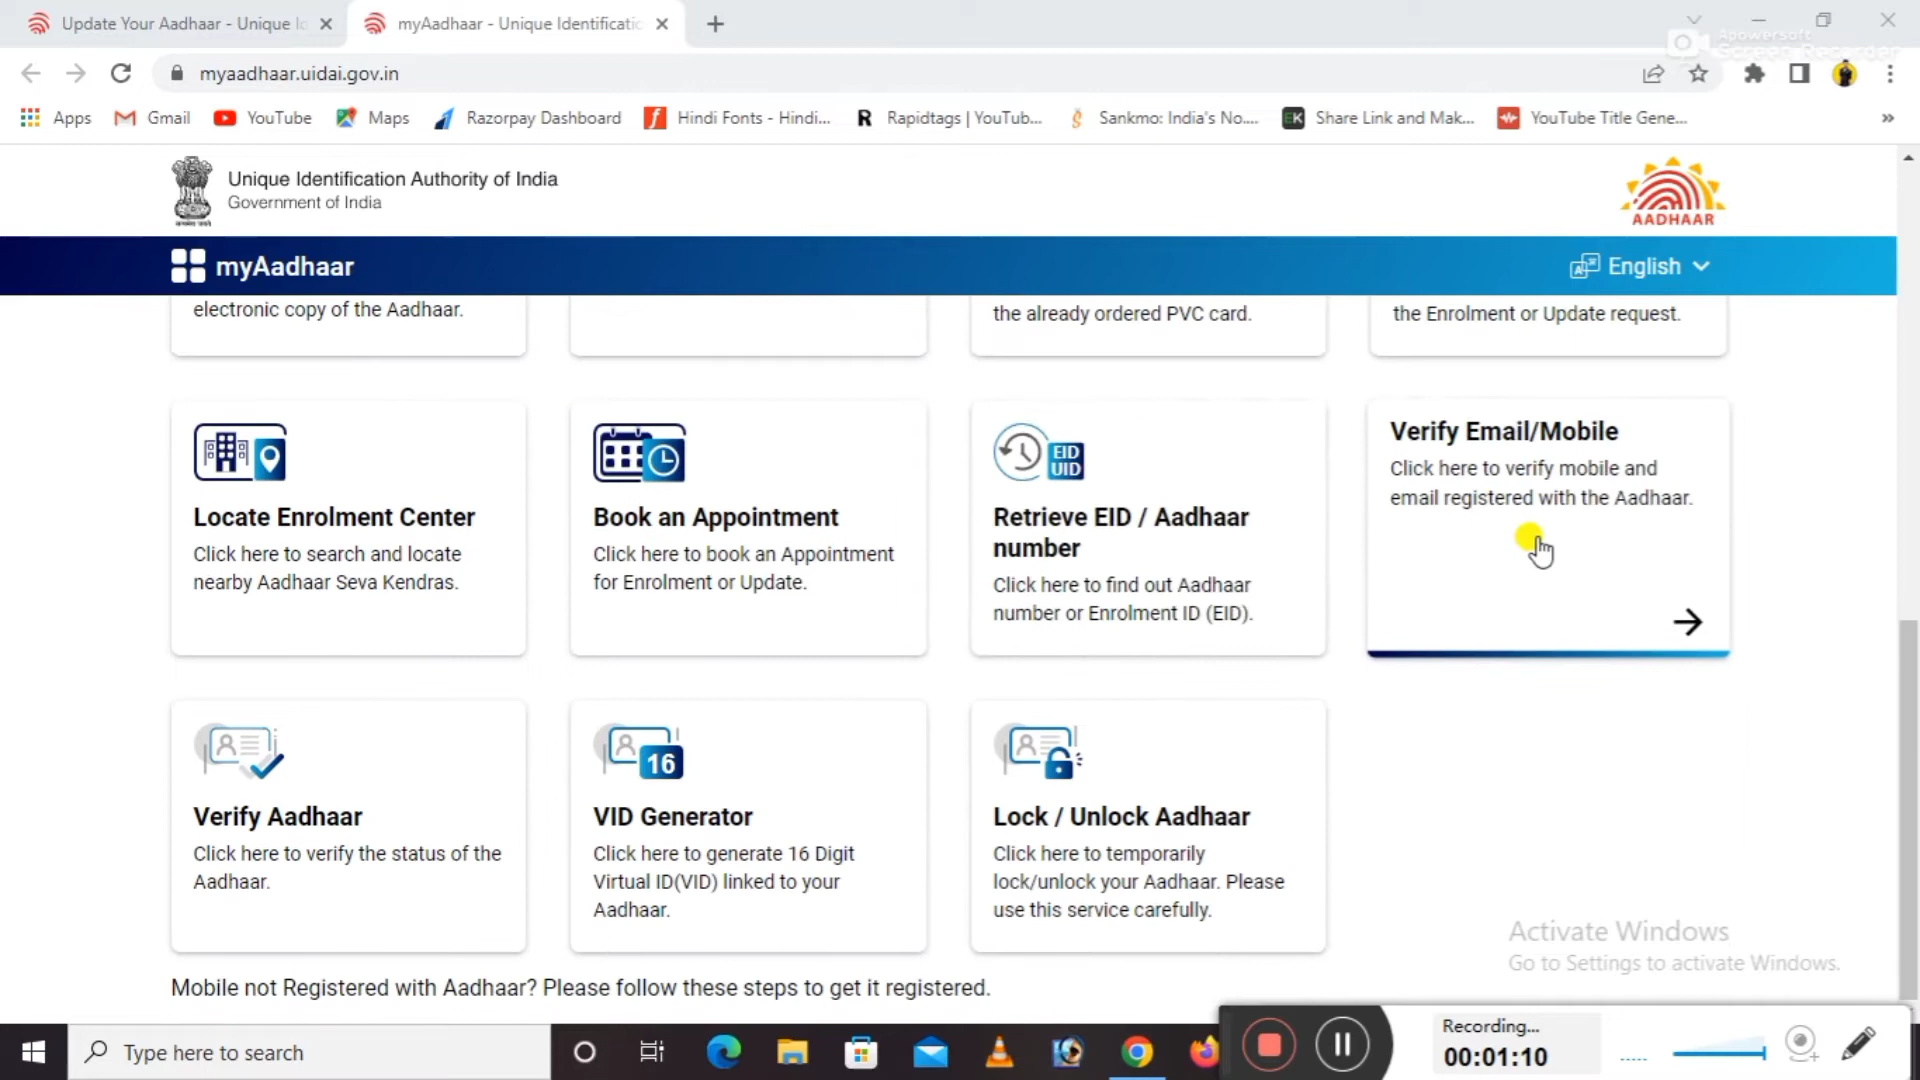 Update Your Aadhaar - Unique Ic
myAadhaar - Unique Identificatic
Apowersoft
Screen Recorder
myaadhaar.uidai.gov.in
Apps
Gmail
YouTube
Maps
Razorpay Dashboard
Hindi Fonts - Hindi...
R
Rapidtags | YouTub...
Sankmo: India's No....
EK
Share Link and Mak...
YouTube Title Gene...
»
Unique Identification Authority of India
Government of India
AADHAAR
myAadhaar
English
electronic copy of the Aadhaar.
the already ordered PVC card.
the Enrolment or Update request.
Locate Enrolment Center
Click here to search and locate
nearby Aadhaar Seva Kendras.
Book an Appointment
Click here to book an Appointment
for Enrolment or Update.
EID
UID
Retrieve EID / Aadhaar
number
Click here to find out Aadhaar
number or Enrolment ID (EID).
Verify Email/Mobile
Click here to verify mobile and
email registered with the Aadhaar.
Verify Aadhaar
Click here to verify the status of the
Aadhaar.
16
VID Generator
Click here to generate 16 Digit
Virtual ID(VID) linked to your
Aadhaar.
Lock / Unlock Aadhaar
Click here to temporarily
lock/unlock your Aadhaar. Please
use this service carefully.
Activate Windows
Go to Settings to activate Windows.
Mobile not Registered with Aadhaar? Please follow these steps to get it registered.
Type here to search
Recording...
00:01:10